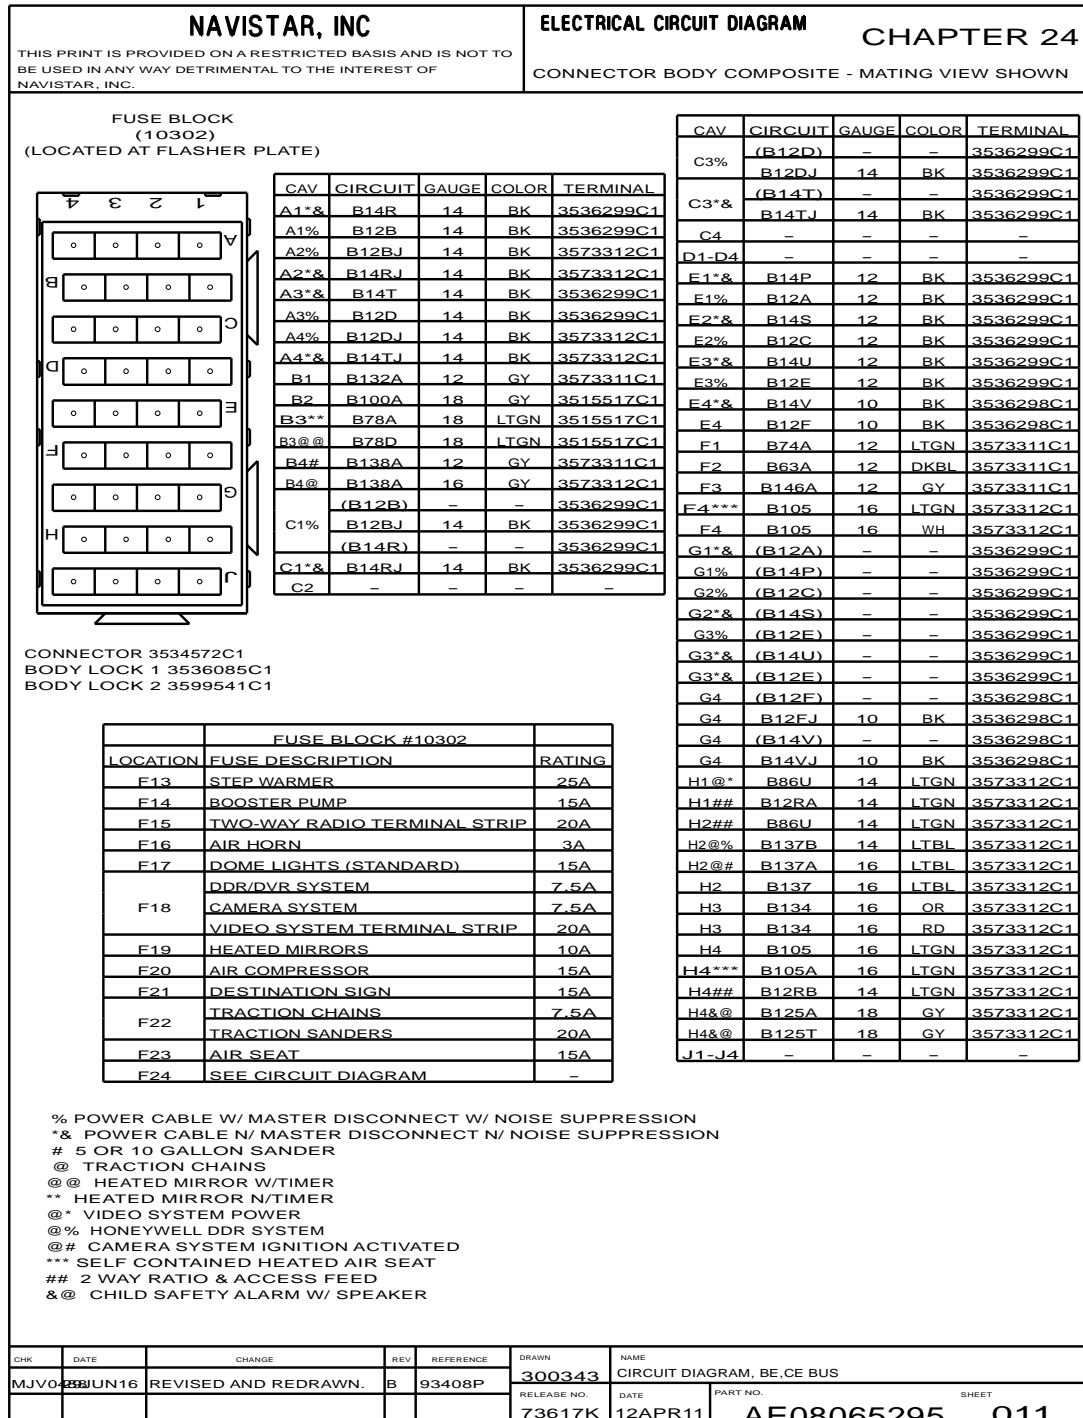 NAVISTAR, INC
THIS PRINT IS PROVIDED ON A RESTRICTED BASIS AND IS NOT TO
BE USED IN ANY WAY DETRIMENTAL TO THE INTEREST OF
NAVISTAR, INC.
ELECTRICAL CIRCUIT DIAGRAM
CHAPTER 24
CONNECTOR BODY COMPOSITE - MATING VIEW SHOWN
FUSE BLOCK
(10302)
(LOCATED AT FLASHER PLATE)
4 3 2 1
A
B
C
D
E
F
G
H
J
CONNECTOR 3534572C1
BODY LOCK 1 3536085C1
BODY LOCK 2 3599541C1
CAV CIRCUIT GAUGE COLOR TERMINAL
A1*& B14R 14 BK 3536299C1
A1% B12B 14 BK 3536299C1
A2% B12BJ 14 BK 3573312C1
A2*& B14RJ 14 BK 3573312C1
A3*& B14T 14 BK 3536299C1
A3% B12D 14 BK 3536299C1
A4% B12DJ 14 BK 3573312C1
A4*& B14TJ 14 BK 3573312C1
B1 B132A 12 GY 3573311C1
B2 B100A 18 GY 3515517C1
B3** B78A 18 LTGN 3515517C1
B3@@ B78D 18 LTGN 3515517C1
B4# B138A 12 GY 3573311C1
B4@ B138A 16 GY 3573312C1
C1% (B12B) – – 3536299C1
B12BJ 14 BK 3536299C1
(B14R) – – 3536299C1
C1*& B14RJ 14 BK 3536299C1
C2 – – – –
CAV CIRCUIT GAUGE COLOR TERMINAL
C3% (B12D) – – 3536299C1
B12DJ 14 BK 3536299C1
C3*& (B14T) – – 3536299C1
B14TJ 14 BK 3536299C1
C4 – – – –
D1-D4 – – – –
E1*& B14P 12 BK 3536299C1
E1% B12A 12 BK 3536299C1
E2*& B14S 12 BK 3536299C1
E2% B12C 12 BK 3536299C1
E3*& B14U 12 BK 3536299C1
E3% B12E 12 BK 3536299C1
E4*& B14V 10 BK 3536298C1
E4 B12F 10 BK 3536298C1
F1 B74A 12 LTGN 3573311C1
F2 B63A 12 DKBL 3573311C1
F3 B146A 12 GY 3573311C1
F4*** B105 16 LTGN 3573312C1
F4 B105 16 WH 3573312C1
G1*& (B12A) – – 3536299C1
G1% (B14P) – – 3536299C1
G2% (B12C) – – 3536299C1
G2*& (B14S) – – 3536299C1
G3% (B12E) – – 3536299C1
G3*& (B14U) – – 3536299C1
G3*& (B12E) – – 3536299C1
G4 (B12F) – – 3536298C1
G4 B12FJ 10 BK 3536298C1
G4 (B14V) – – 3536298C1
G4 B14VJ 10 BK 3536298C1
H1@* B86U 14 LTGN 3573312C1
H1## B12RA 14 LTGN 3573312C1
H2## B86U 14 LTGN 3573312C1
H2@% B137B 14 LTBL 3573312C1
H2@# B137A 16 LTBL 3573312C1
H2 B137 16 LTBL 3573312C1
H3 B134 16 OR 3573312C1
H3 B134 16 RD 3573312C1
H4 B105 16 LTGN 3573312C1
H4*** B105A 16 LTGN 3573312C1
H4## B12RB 14 LTGN 3573312C1
H4&@ B125A 18 GY 3573312C1
H4&@ B125T 18 GY 3573312C1
J1-J4 – – – –
FUSE BLOCK #10302
LOCATION FUSE DESCRIPTION RATING
F13 STEP WARMER 25A
F14 BOOSTER PUMP 15A
F15 TWO-WAY RADIO TERMINAL STRIP 20A
F16 AIR HORN 3A
F17 DOME LIGHTS (STANDARD) 15A
F18 DDR/DVR SYSTEM 7.5A
CAMERA SYSTEM 7.5A
VIDEO SYSTEM TERMINAL STRIP 20A
F19 HEATED MIRRORS 10A
F20 AIR COMPRESSOR 15A
F21 DESTINATION SIGN 15A
F22 TRACTION CHAINS 7.5A
TRACTION SANDERS 20A
F23 AIR SEAT 15A
F24 SEE CIRCUIT DIAGRAM –
% POWER CABLE W/ MASTER DISCONNECT W/ NOISE SUPPRESSION
*& POWER CABLE N/ MASTER DISCONNECT N/ NOISE SUPPRESSION
# 5 OR 10 GALLON SANDER
@ TRACTION CHAINS
@@ HEATED MIRROR W/TIMER
** HEATED MIRROR N/TIMER
@* VIDEO SYSTEM POWER
@% HONEYWELL DDR SYSTEM
@# CAMERA SYSTEM IGNITION ACTIVATED
*** SELF CONTAINED HEATED AIR SEAT
## 2 WAY RATIO & ACCESS FEED
&@ CHILD SAFETY ALARM W/ SPEAKER
CHK DATE CHANGE REV REFERENCE
REVISED AND REDRAWN. B 93408P
DRAWN
300343
NAME
CIRCUIT DIAGRAM, BE,CE BUS
RELEASE NO.
73617K
DATE
12APR11
PART NO.
AE08065295
SHEET
011